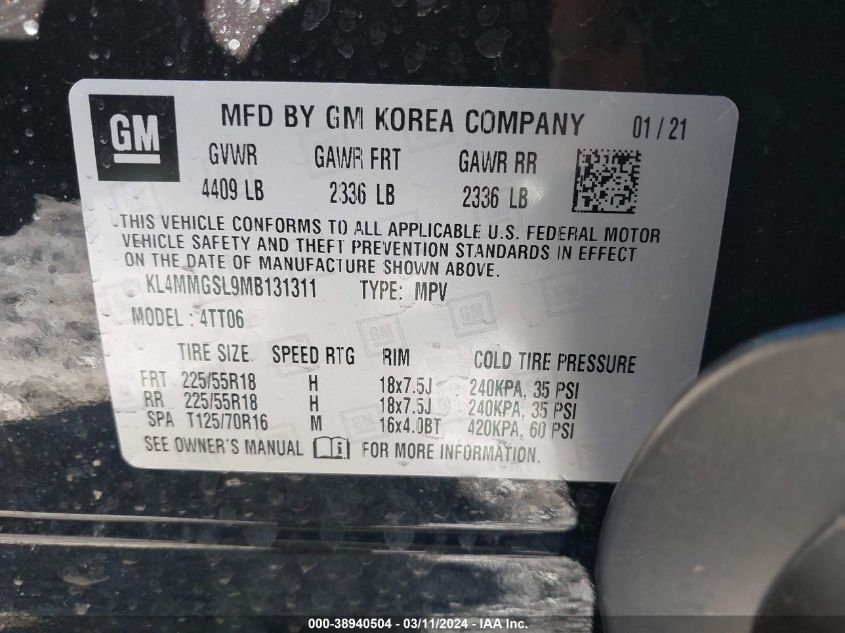 GM
MFD BY GM KOREA COMPANY 01/21
GVWR GAWR FRT GAWR RR
4409 LB 2336 LB 2336 LB
THIS VEHICLE CONFORMS TO ALL APPLICABLE U.S. FEDERAL MOTOR
VEHICLE SAFETY AND THEFT PREVENTION STANDARDS IN EFFECT
ON THE DATE OF MANUFACTURE SHOWN ABOVE.
KL4MMGSL9MB131311 TYPE: MPV
MODEL: 4TT06
TIRE SIZE SPEED RTG RIM COLD TIRE PRESSURE
FRT 225/55R18 H 18x7.5J 240KPA, 35 PSI
RR 225/55R18 H 18x7.5J 240KPA, 35 PSI
SPA T125/70R16 M 16x4.0BT 420KPA, 60 PSI
SEE OWNER'S MANUAL i FOR MORE INFORMATION.
000-38940504 - 03/11/2024 - IAA Inc.